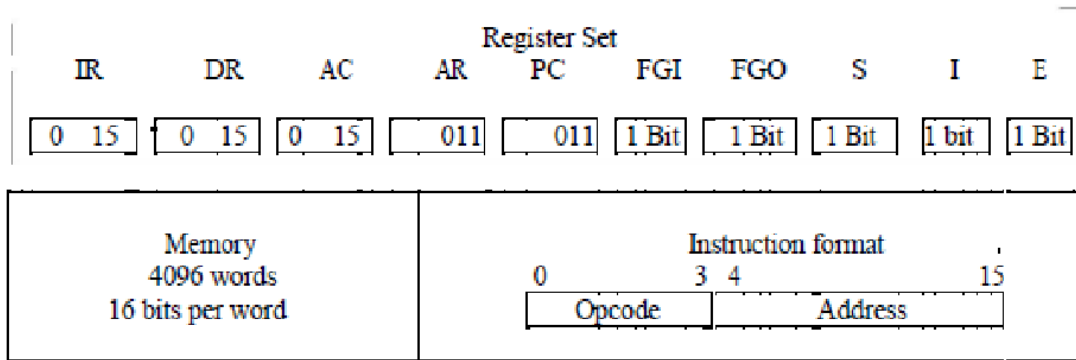 Register Set
IR DR AC AR PC FGI FGO S I E
0 15 0 15 0 15 011 011 1 Bit 1 Bit 1 Bit 1 bit 1 Bit
Memory
4096 words
16 bits per word
Instruction format
0 3 4 15
Opcode Address